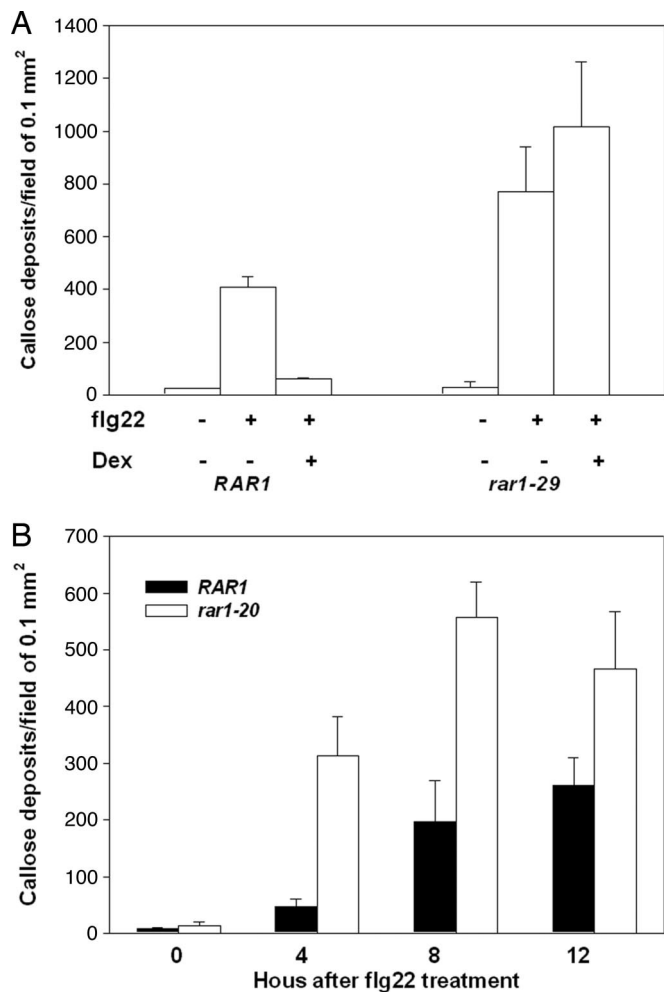 A
Callose deposits/field of 0.1 mm²
1400
1200
1000
800
600
400
200
0
flg22 - + + - + +
Dex - - + - - +
RAR1 rar1-29
B
Callose deposits/field of 0.1 mm²
700
600
500
400
300
200
100
0
RAR1
rar1-20
0 4 8 12
Hous after flg22 treatment